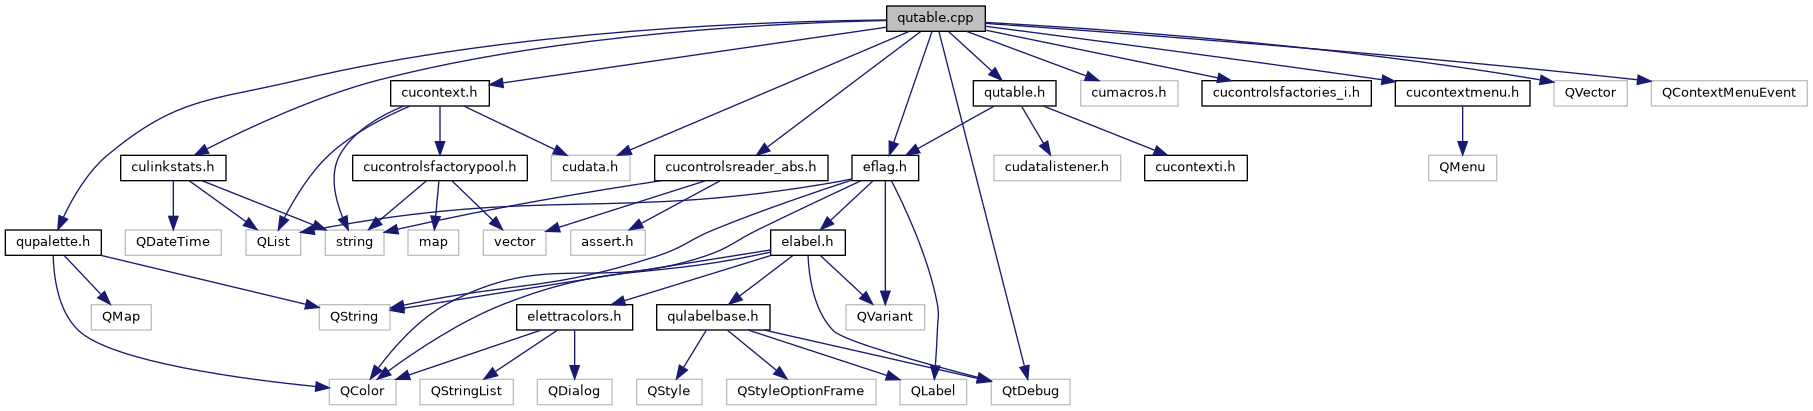 qutable.cpp
cucontext.h
qutable.h
cumacros.h
cucontrolsfactories_i.h
cucontextmenu.h
QVector
QContextMenuEvent
culinkstats.h
cucontrolsfactorypool.h
cudata.h
cucontrolsreader_abs.h
eflag.h
cudatalistener.h
cucontexti.h
QMenu
qupalette.h
QDateTime
QList
string
map
vector
assert.h
elabel.h
QMap
QString
elettracolors.h
qulabelbase.h
QVariant
QColor
QStringList
QDialog
QStyle
QStyleOptionFrame
QLabel
QtDebug